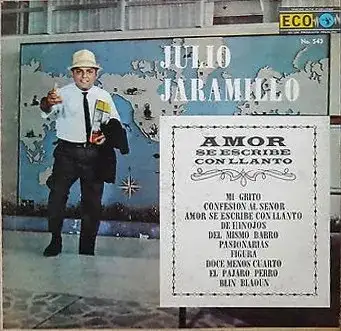 ECO
No. 543
JULIO
JARAMILLO
AMOR
SE ESCRIBE
CON LLANTO
MI GRITO
CONFESION AL SEÑOR
AMOR SE ESCRIBE CON LLANTO
DE HINOJOS
DEL MISMO BARRO
PASIONARIAS
FIGURA
DOCE MENOS CUARTO
EL PAJARO PERRO
BLIN BLAOUN